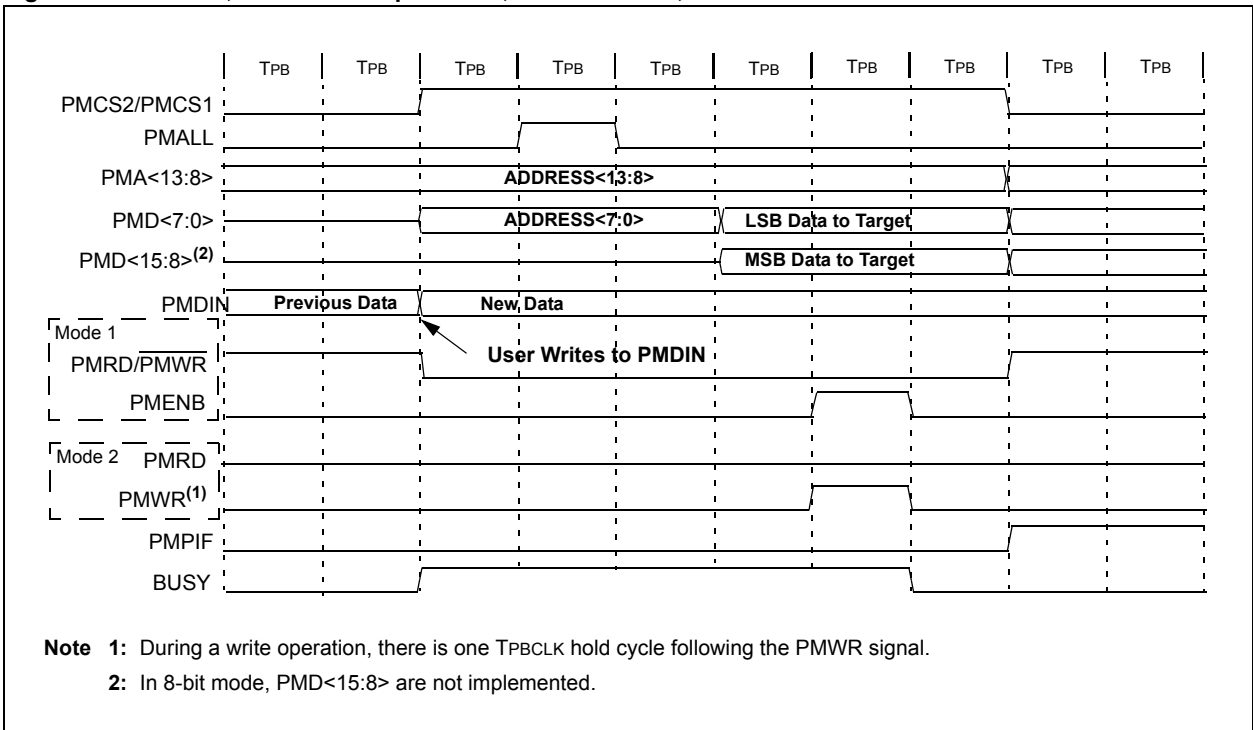 TPB TPB TPB TPB TPB TPB TPB TPB TPB TPB
PMCS2/PMCS1
PMALL
PMA<13:8> ADDRESS<13:8>
PMD<7:0> ADDRESS<7:0> LSB Data to Target
PMD<15:8>(2) MSB Data to Target
PMDIN Previous Data New Data
Mode 1
User Writes to PMDIN
PMRD/PMWR
PMENB
Mode 2 PMRD
PMWR(1)
PMPIF
BUSY
Note 1: During a write operation, there is one TPBCLK hold cycle following the PMWR signal.
2: In 8-bit mode, PMD<15:8> are not implemented.